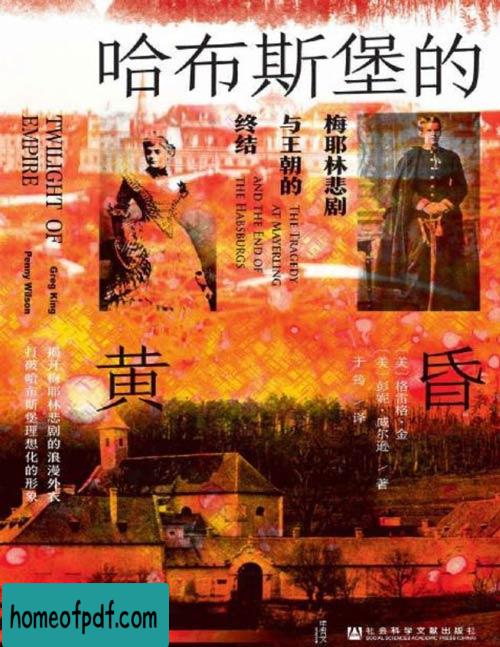 哈布斯堡的
黄昏
梅耶林悲剧
与王朝的
终结
TWILIGHT OF
EMPIRE
THE TRAGEDY
AT MAYERLING
AND THE END OF
THE HABSBURGS
Greg King
Penny Wilson
[美]格雷格·金
[美]彭妮·威尔逊/著
译
揭开梅耶林悲剧的浪漫外衣
打破哈布斯堡理想化的形象
社会科学文献出版社
SOCIAL SCIENCES ACADEMIC PRESS (CHINA)
homeofpdf.com